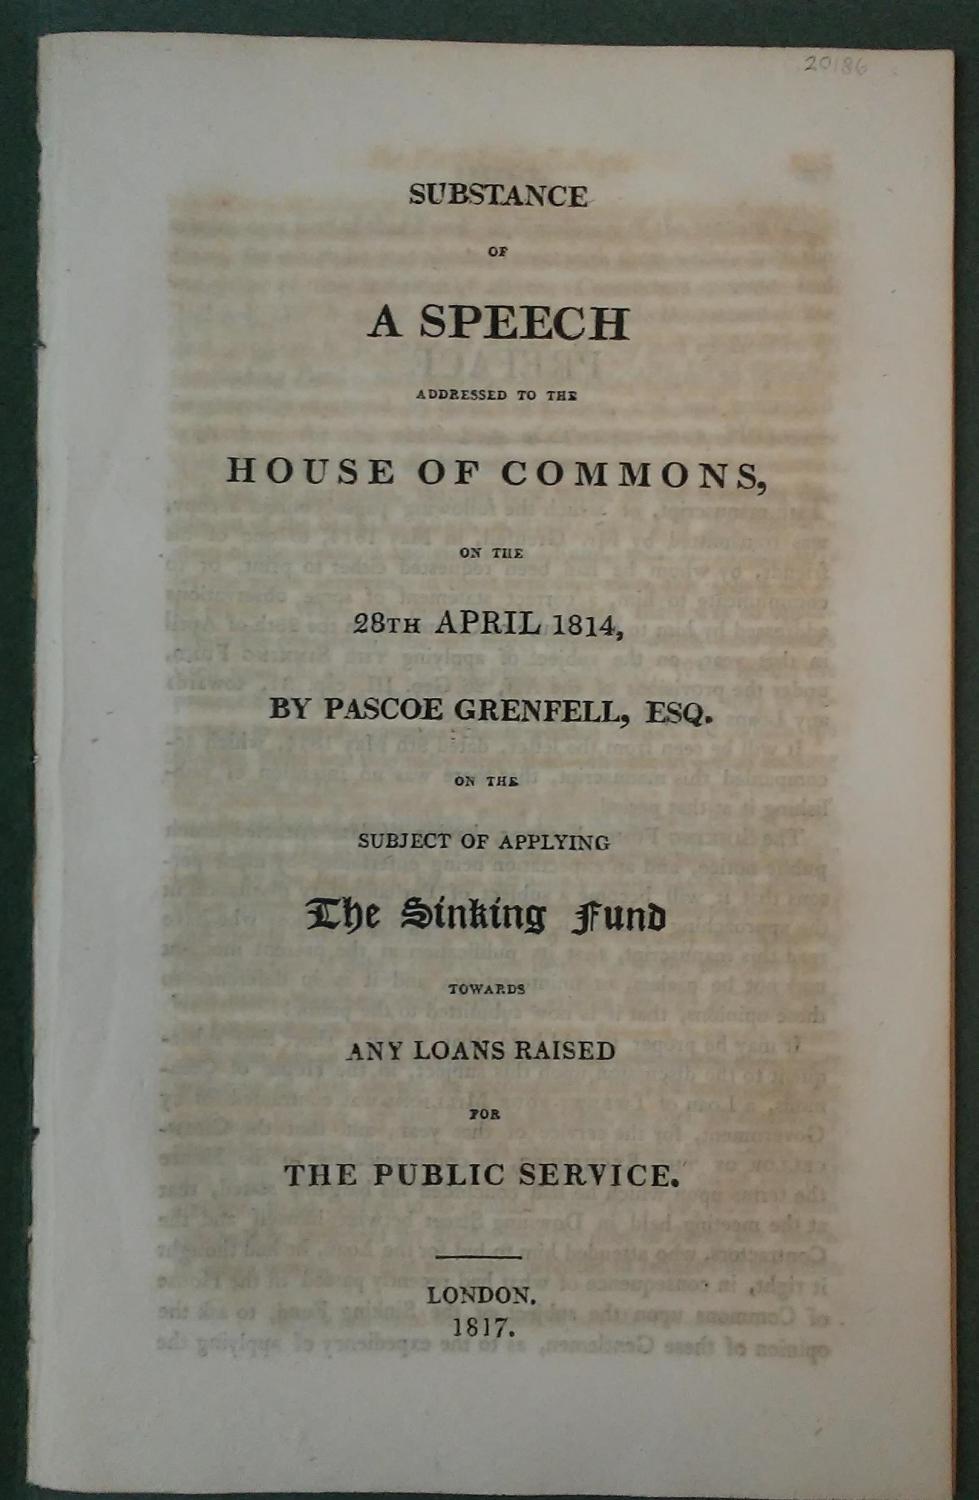 20186
SUBSTANCE
OF
A SPEECH
ADDRESSED TO THE
HOUSE OF COMMONS,
ON THE
28TH APRIL 1814,
BY PASCOE GRENFELL, ESQ.
ON THE
SUBJECT OF APPLYING
The Sinking Fund
TOWARDS
ANY LOANS RAISED
FOR
THE PUBLIC SERVICE.
LONDON.
1817.